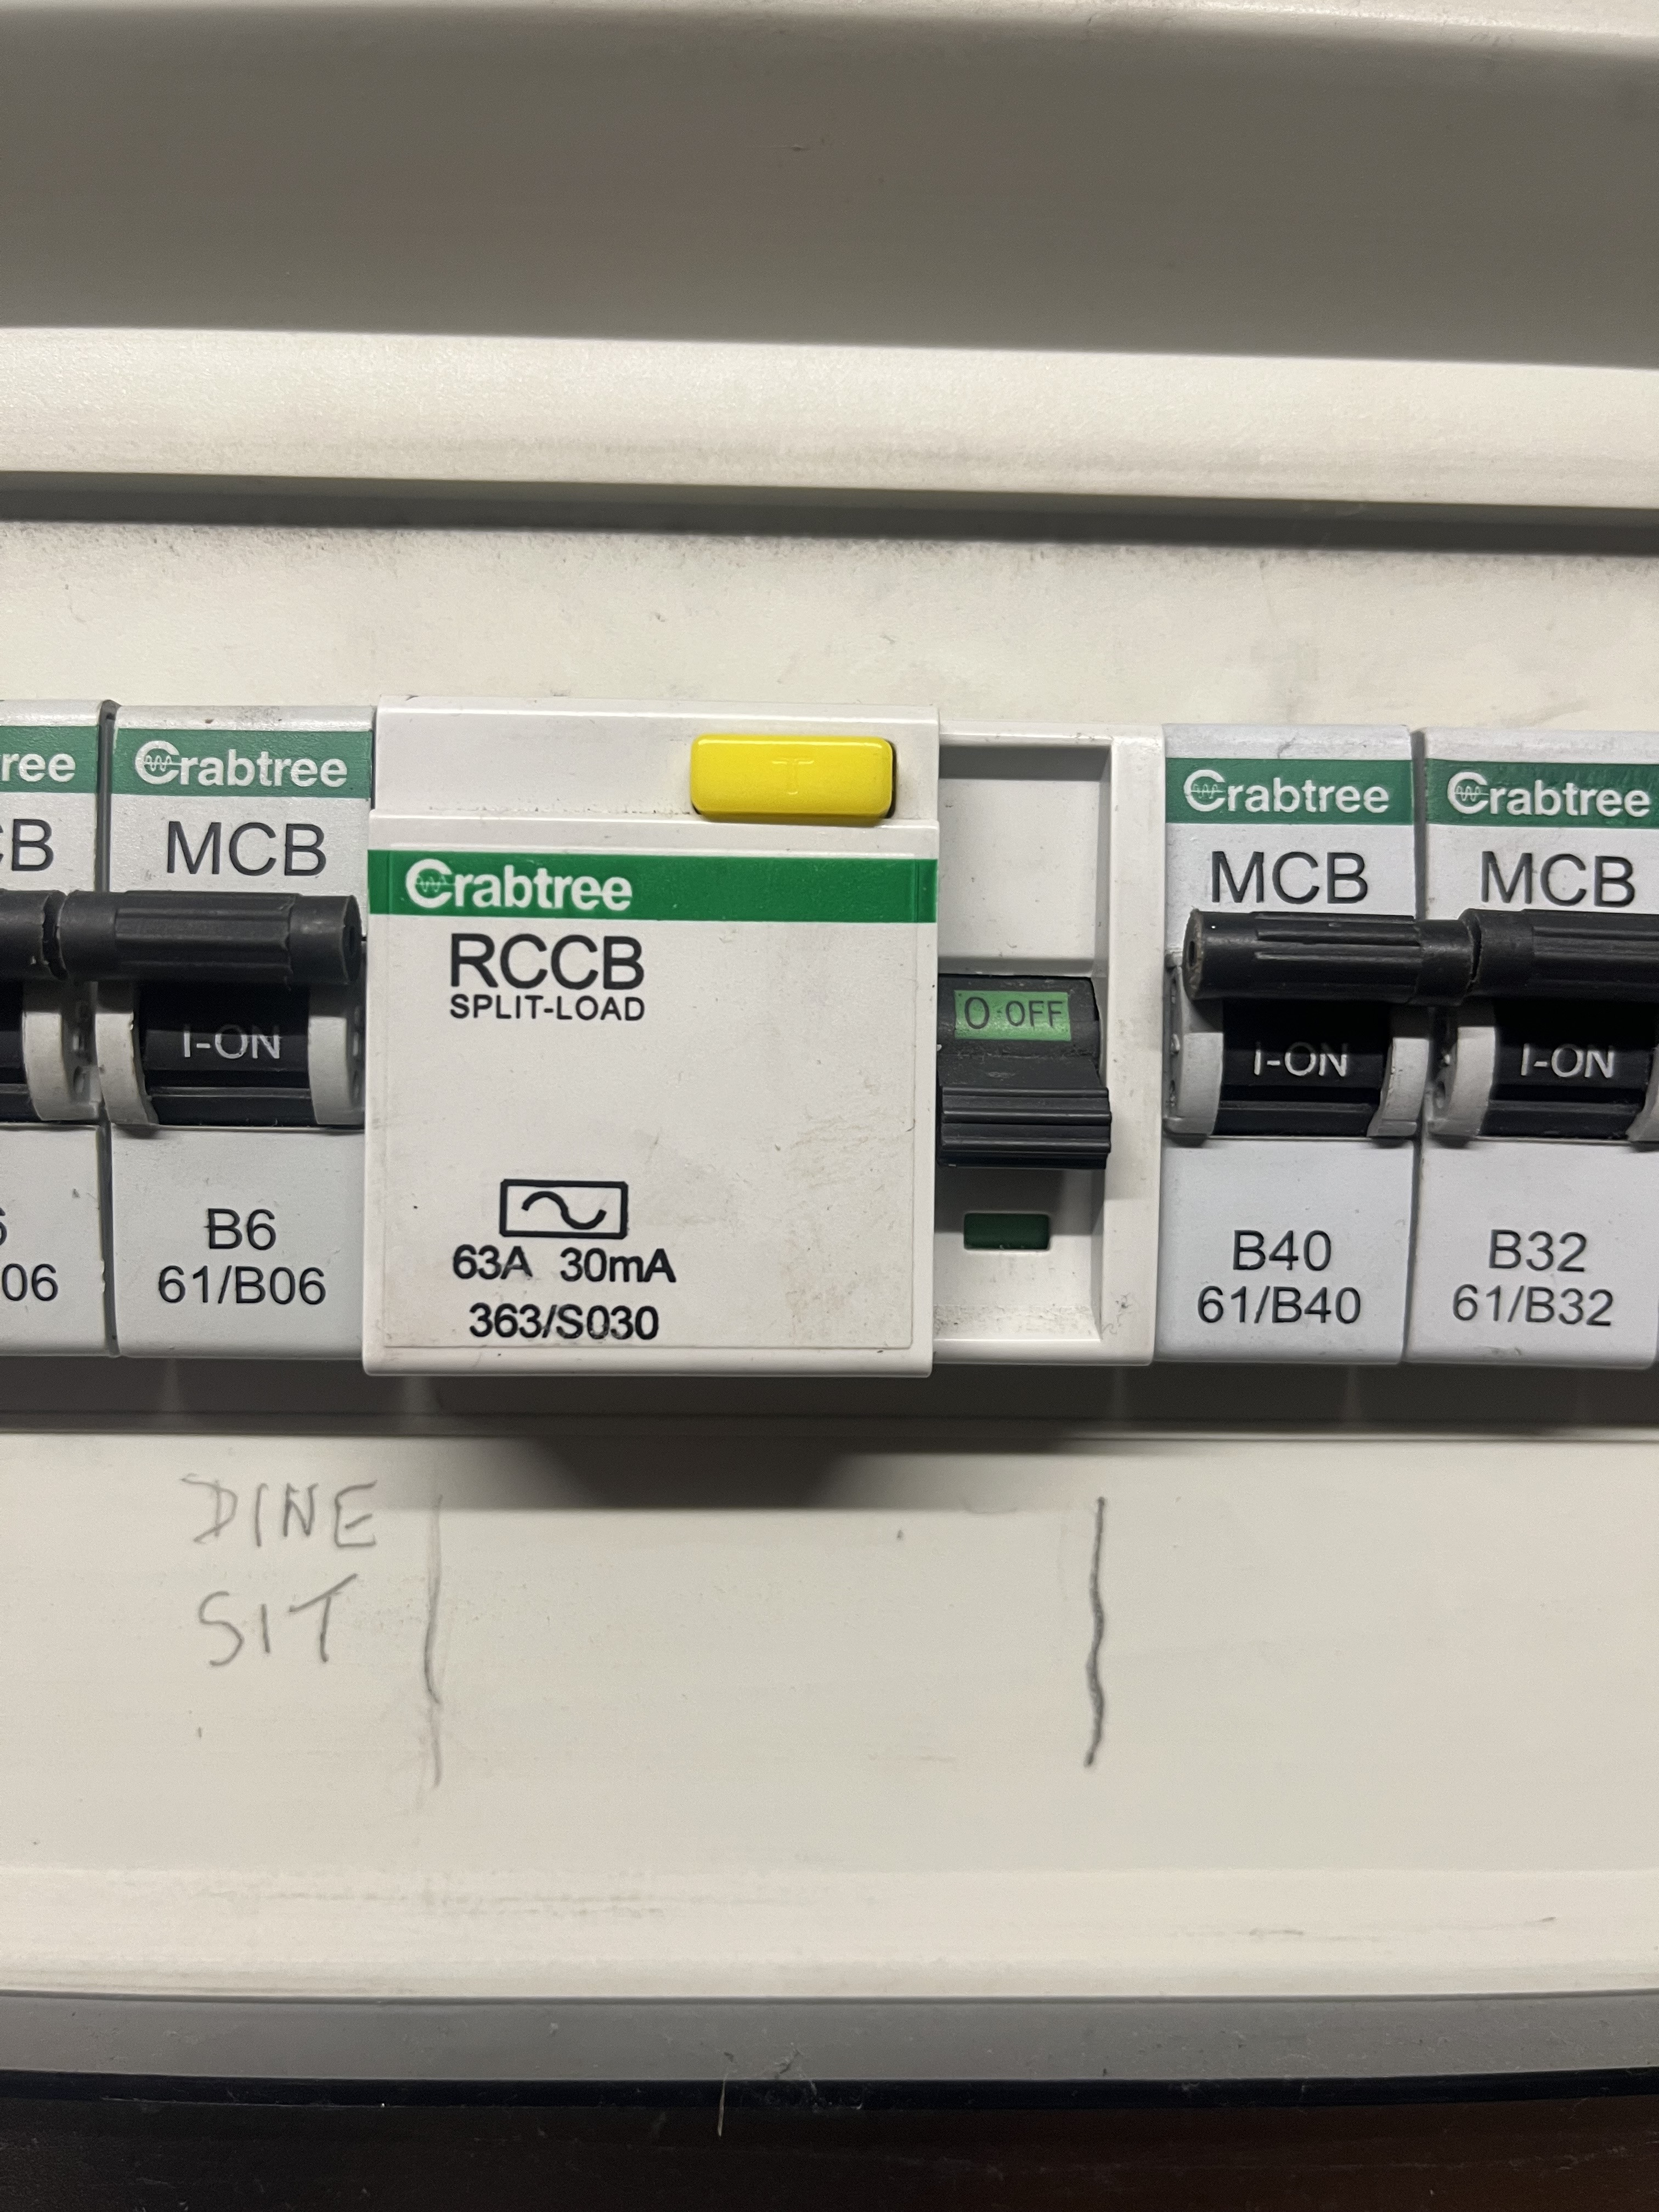 ree
CB
06
Crabtree
MCB
I-ON
B6
61/B06
DINE
SIT
T
Crabtree
RCCB
SPLIT-LOAD
63A 30mA
363/S030
O-OFF
Crabtree
MCB
I-ON
B40
61/B40
Crabtree
MCB
I-ON
B32
61/B32